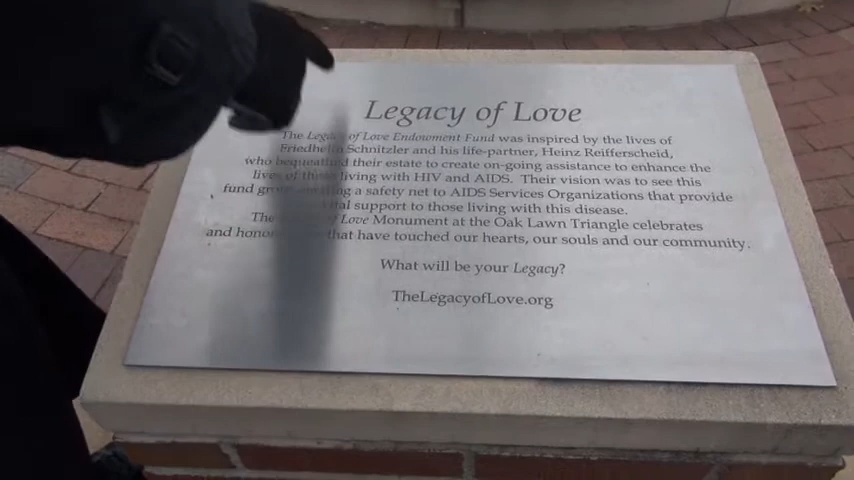 Legacy of Love
The Legacy of Love Endowment Fund was inspired by the lives of
Friedhelm Schnitzler and his life-partner, Heinz Reifferscheid,
who bequeathed their estate to create on-going assistance to enhance the
lives of those living with HIV and AIDS. Their vision was to see this
fund grow, a safety net to AIDS Services Organizations that provide
vital support to those living with this disease.
The of Love Monument at the Oak Lawn Triangle celebrates
and honors that have touched our hearts, our souls and our community.
What will be your Legacy?
TheLegacyofLove.org